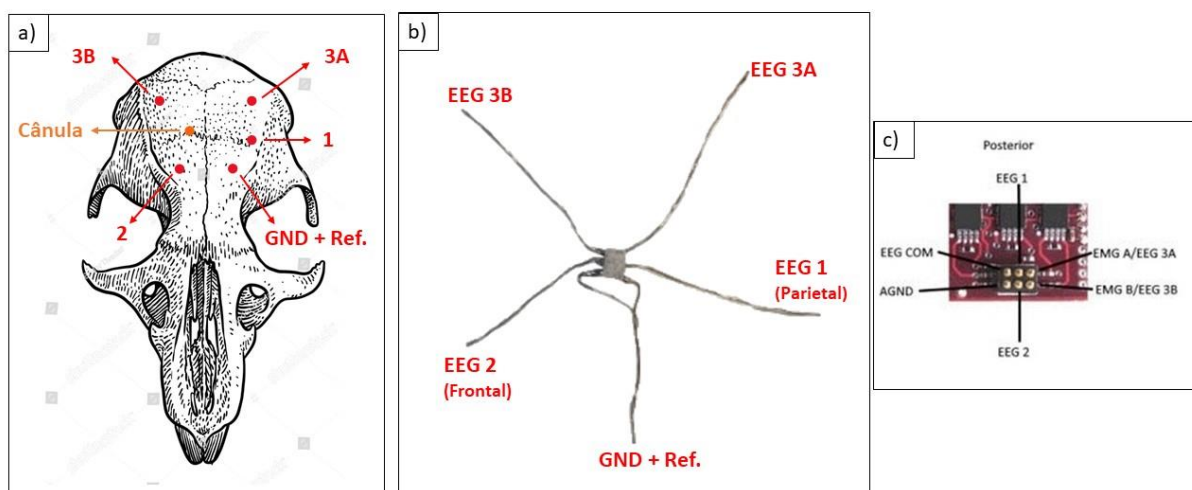 a)
3B
3A
Cânula
1
2
GND + Ref.
b)
EEG 3A
EEG 3B
EEG 1
(Parietal)
EEG 2
(Frontal)
GND + Ref.
c)
Posterior
EEG 1
EEG COM
EMG A/EEG 3A
AGND
EMG B/EEG 3B
EEG 2